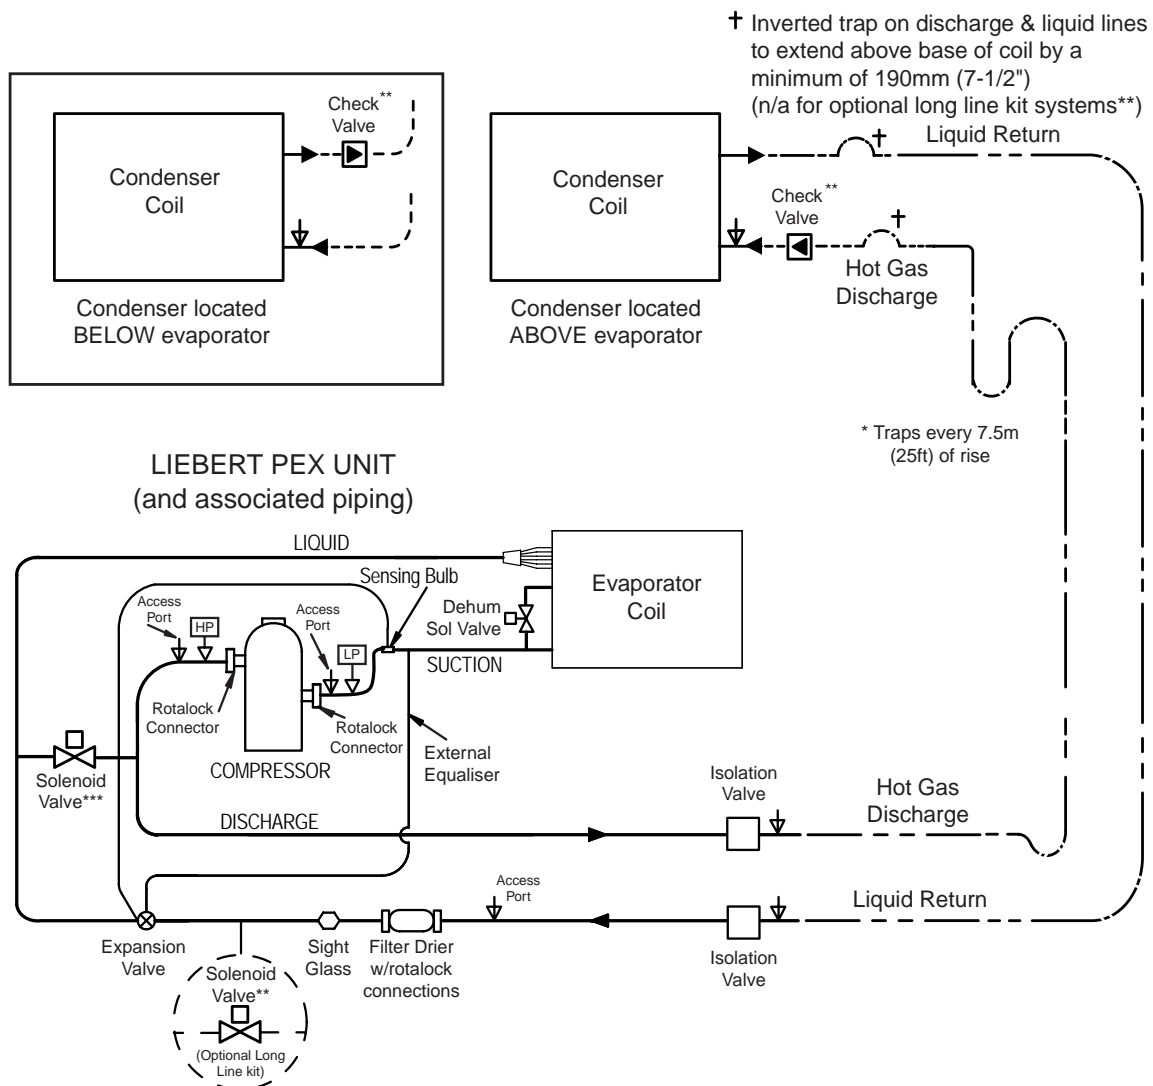 ✝ Inverted trap on discharge & liquid lines
to extend above base of coil by a
minimum of 190mm (7-1/2")
(n/a for optional long line kit systems**)
Check**
Valve
Condenser
Coil
Condenser located
BELOW evaporator
Condenser
Coil
Condenser located
ABOVE evaporator
✝
Liquid Return
Check**
Valve
✝
Hot Gas
Discharge
* Traps every 7.5m
(25ft) of rise
LIEBERT PEX UNIT
(and associated piping)
LIQUID
Sensing Bulb
Evaporator
Coil
Dehum
Sol Valve
SUCTION
Access
Port
HP
Access
Port
LP
Rotalock
Connector
Rotalock
Connector
COMPRESSOR
External
Equaliser
Solenoid
Valve***
DISCHARGE
Isolation
Valve
Hot Gas
Discharge
Access
Port
Liquid Return
Expansion
Valve
Sight
Glass
Filter Drier
w/rotalock
connections
Isolation
Valve
Solenoid
Valve**
(Optional Long
Line kit)